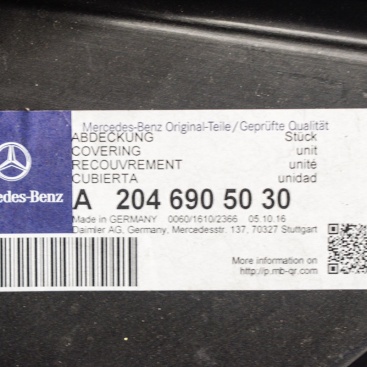 Mercedes-Benz Original-Teile/Geprüfte Qualität
ABDECKUNG Stück
COVERING unit
RECOUVREMENT unité
CUBIERTA unidad
A 204 690 50 30
Made in GERMANY 0060/1610/2366 05.10.16
Daimler AG, Germany, Mercedesstr. 137, 70327 Stuttgart
More information on
http://p.mb-qr.com